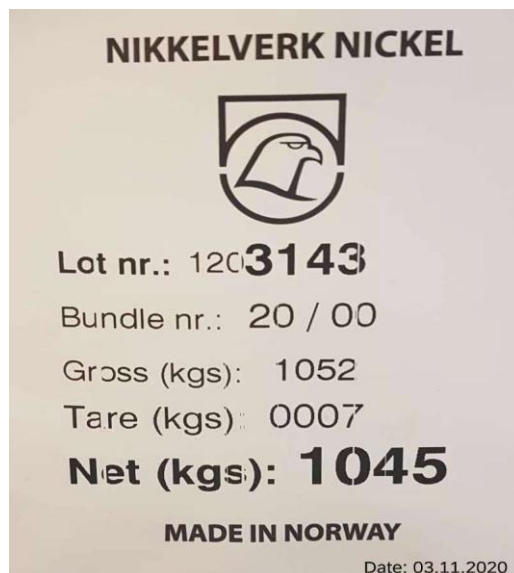 NIKKELVERK NICKEL
Lot nr.: 1203143
Bundle nr.: 20 / 00
Gross (kgs): 1052
Tare (kgs): 0007
Net (kgs): 1045
MADE IN NORWAY
Date: 03.11.2020